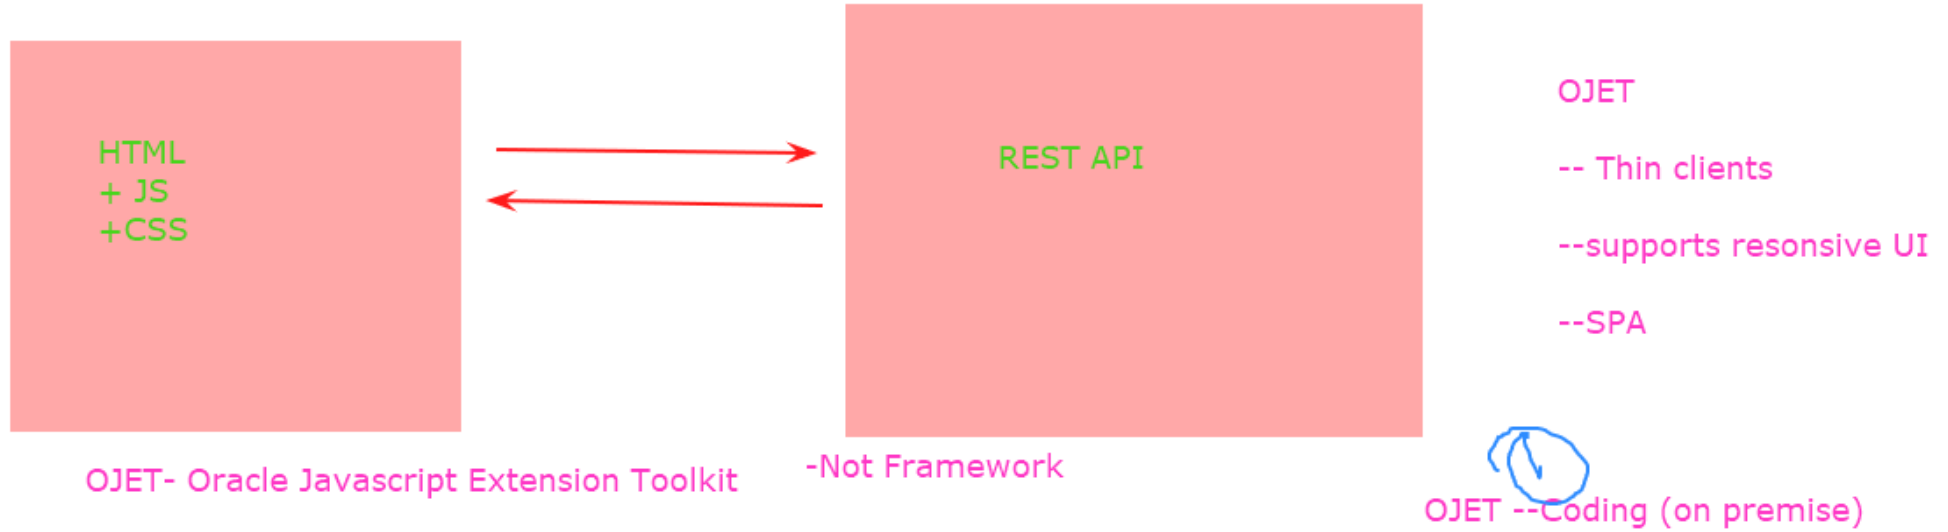 HTML
+ JS
+CSS
REST API
OJET
-- Thin clients
--supports resonsive UI
--SPA
OJET- Oracle Javascript Extension Toolkit
-Not Framework
OJET --Coding (on premise)